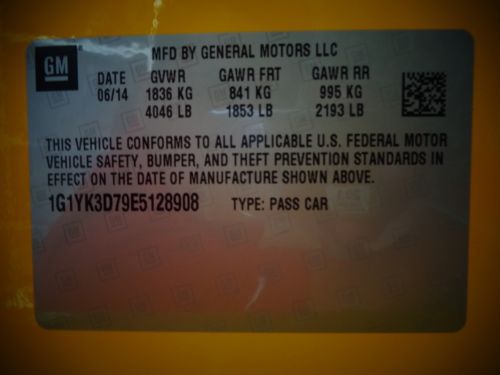 MFD BY GENERAL MOTORS LLC
GM
DATE GVWR GAWR FRT GAWR RR
06/14 1836 KG 841 KG 995 KG
4046 LB 1853 LB 2193 LB
THIS VEHICLE CONFORMS TO ALL APPLICABLE U.S. FEDERAL MOTOR
VEHICLE SAFETY, BUMPER, AND THEFT PREVENTION STANDARDS IN
EFFECT ON THE DATE OF MANUFACTURE SHOWN ABOVE.
1G1YK3D79E5128908 TYPE: PASS CAR